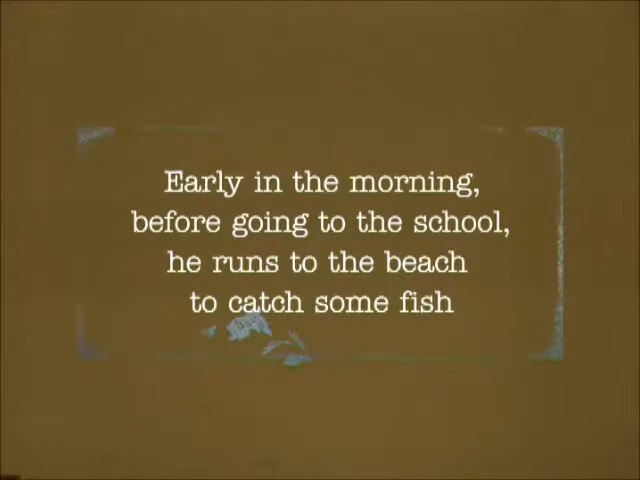 Early in the morning,
before going to the school,
he runs to the beach
to catch some fish